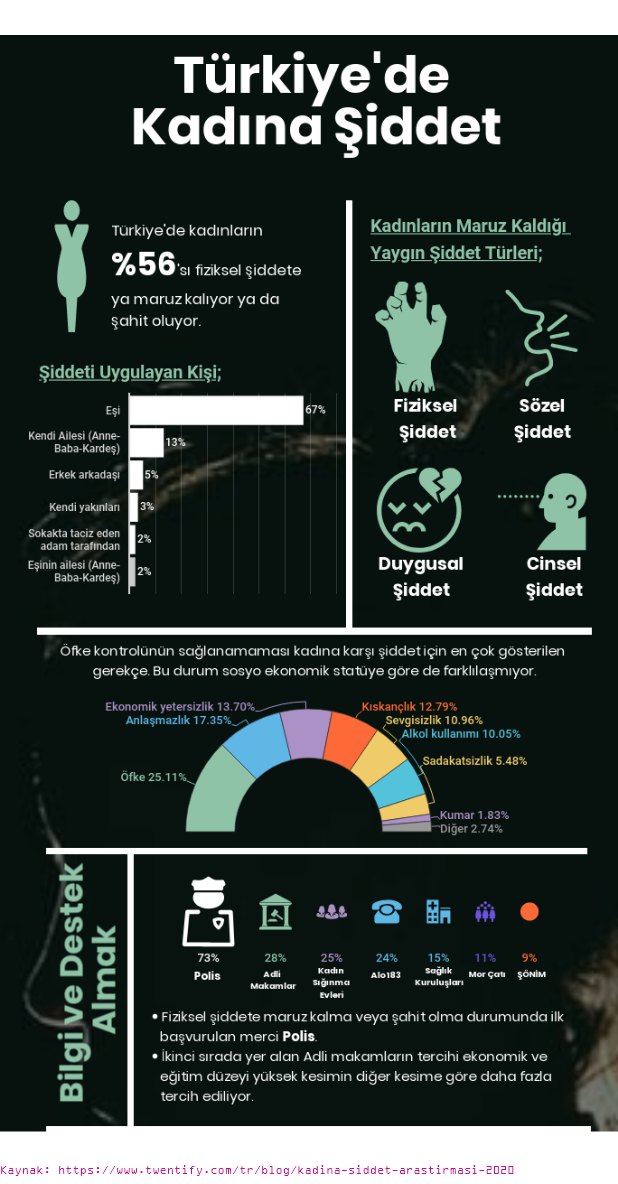 Türkiye'de
Kadına Şiddet
Türkiye'de kadınların
%56'sı fiziksel şiddete
ya maruz kalıyor ya da
şahit oluyor.
Şiddeti Uygulayan Kişi;
Eşi
67%
Kendi Ailesi (Anne-
Baba-Kardeş)
13%
Erkek arkadaşı
5%
Kendi yakınları
3%
Sokakta taciz eden
adam tarafından
2%
Eşinin ailesi (Anne-
Baba-Kardeş)
2%
Kadınların Maruz Kaldığı
Yaygın Şiddet Türleri;
Fiziksel
Şiddet
Sözel
Şiddet
Duygusal
Şiddet
Cinsel
Şiddet
Öfke kontrolünün sağlanamaması kadına karşı şiddet için en çok gösterilen
gerekçe. Bu durum sosyo ekonomik statüye göre de farklılaşmıyor.
Ekonomik yetersizlik 13.70%
Anlaşmazlık 17.35%
Öfke 25.11%
Kıskançlık 12.79%
Sevgisizlik 10.96%
Alkol kullanımı 10.05%
Sadakatsizlik 5.48%
Kumar 1.83%
Diğer 2.74%
Bilgi ve Destek
Almak
73%
Polis
28%
Adli
Makamlar
25%
Kadın
Sığınma
Evleri
24%
Alo183
15%
Sağlık
Kuruluşları
11%
Mor Çatı
9%
ŞÖNİM
• Fiziksel şiddete maruz kalma veya şahit olma durumunda ilk
başvurulan merci Polis.
• İkinci sırada yer alan Adli makamların tercihi ekonomik ve
eğitim düzeyi yüksek kesimin diğer kesime göre daha fazla
tercih ediliyor.
Kaynak: https://www.twentify.com/tr/blog/kadina-siddet-arastirmasi-2020